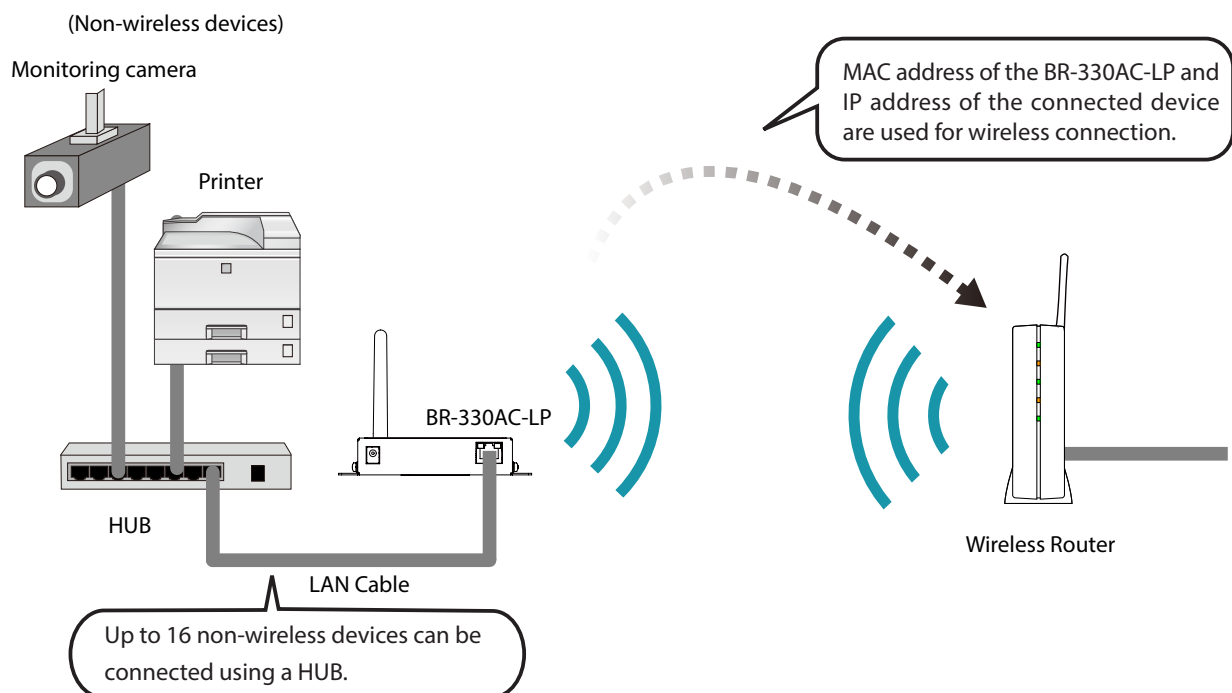 (Non-wireless devices)
Monitoring camera
MAC address of the BR-330AC-LP and
IP address of the connected device
are used for wireless connection.
Printer
BR-330AC-LP
HUB
Wireless Router
LAN Cable
Up to 16 non-wireless devices can be
connected using a HUB.